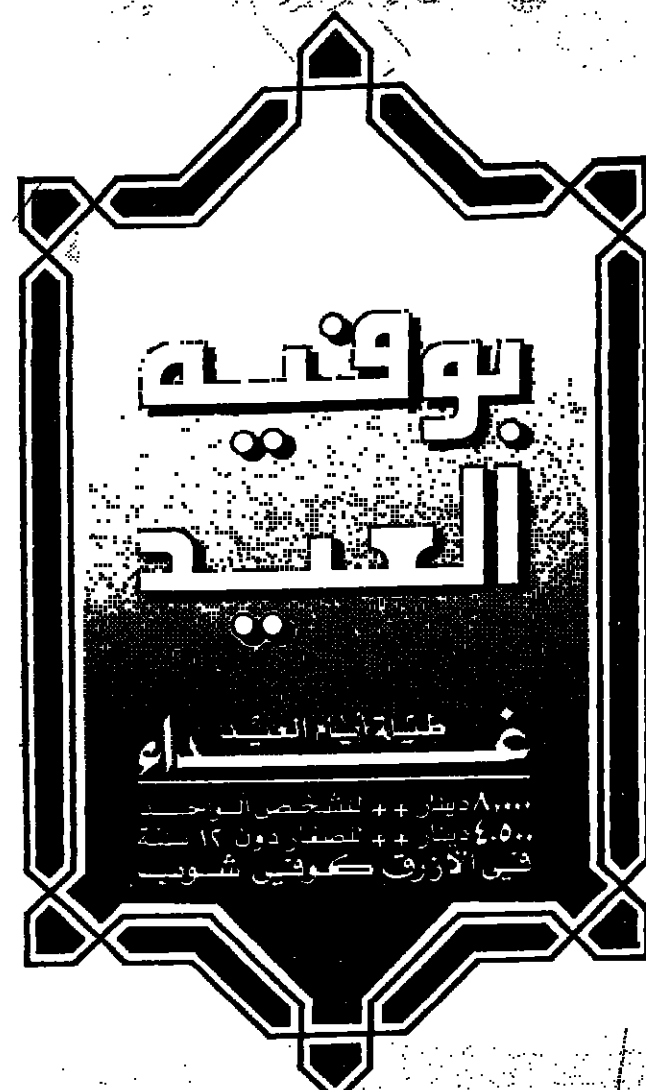 بوفيه
العيد
طيلة أيام العيد
غداء
٨,٠٠٠ دينار ++ للشخص الواحد
٤,٥٠٠ دينار ++ للصغار دون ١٢ سنة
في الأزرق كوفي شوب